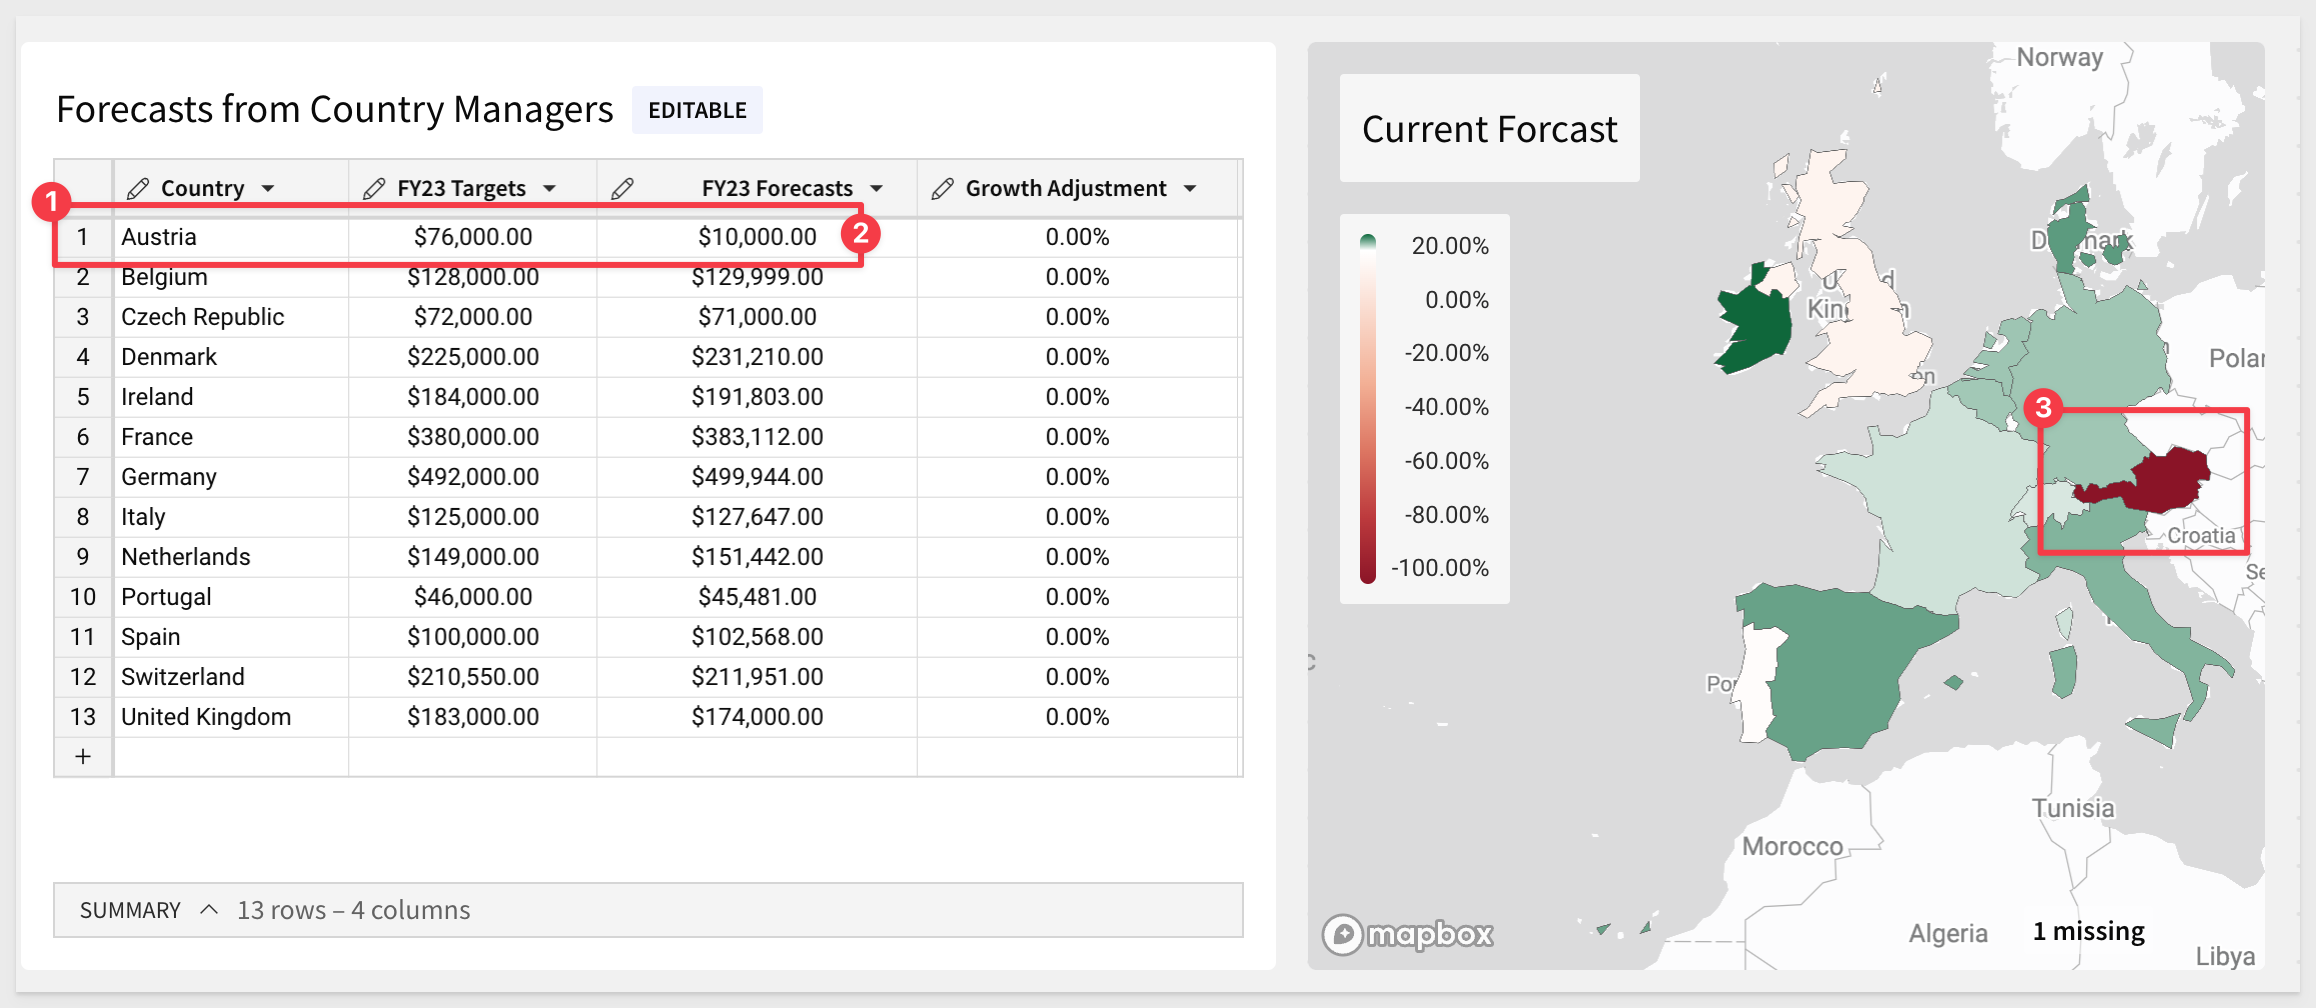 Forecasts from Country Managers EDITABLE
Country FY23 Targets FY23 Forecasts Growth Adjustment
1
1 Austria $76,000.00 $10,000.00 0.00%
2
2 Belgium $128,000.00 $129,999.00 0.00%
3 Czech Republic $72,000.00 $71,000.00 0.00%
4 Denmark $225,000.00 $231,210.00 0.00%
5 Ireland $184,000.00 $191,803.00 0.00%
6 France $380,000.00 $383,112.00 0.00%
7 Germany $492,000.00 $499,944.00 0.00%
8 Italy $125,000.00 $127,647.00 0.00%
9 Netherlands $149,000.00 $151,442.00 0.00%
10 Portugal $46,000.00 $45,481.00 0.00%
11 Spain $100,000.00 $102,568.00 0.00%
12 Switzerland $210,550.00 $211,951.00 0.00%
13 United Kingdom $183,000.00 $174,000.00 0.00%
+
SUMMARY 13 rows – 4 columns
Current Forcast
20.00%
0.00%
-20.00%
-40.00%
-60.00%
-80.00%
-100.00%
Norway
3
Croatia
Tunisia
Morocco
Algeria
1 missing
Libya
mapbox